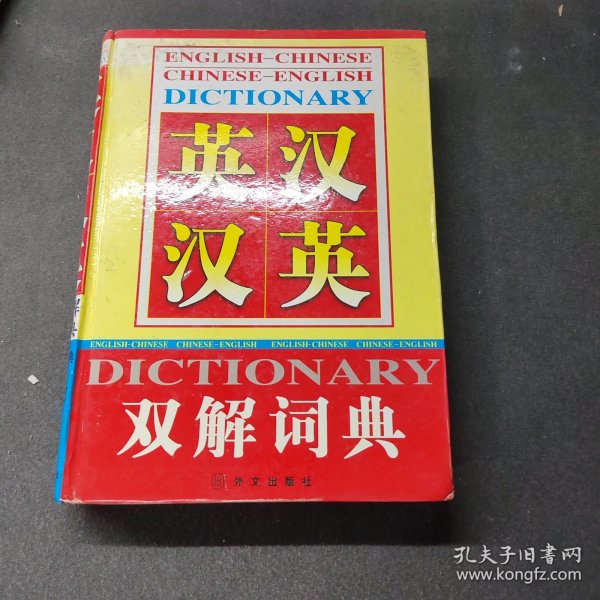 ENGLISH-CHINESE
CHINESE-ENGLISH
DICTIONARY
英汉
汉英
ENGLISH-CHINESE CHINESE-ENGLISH ENGLISH-CHINESE CHINESE-ENGLISH
DICTIONARY
双解词典
外文出版社
孔夫子旧书网
www.kongfz.com